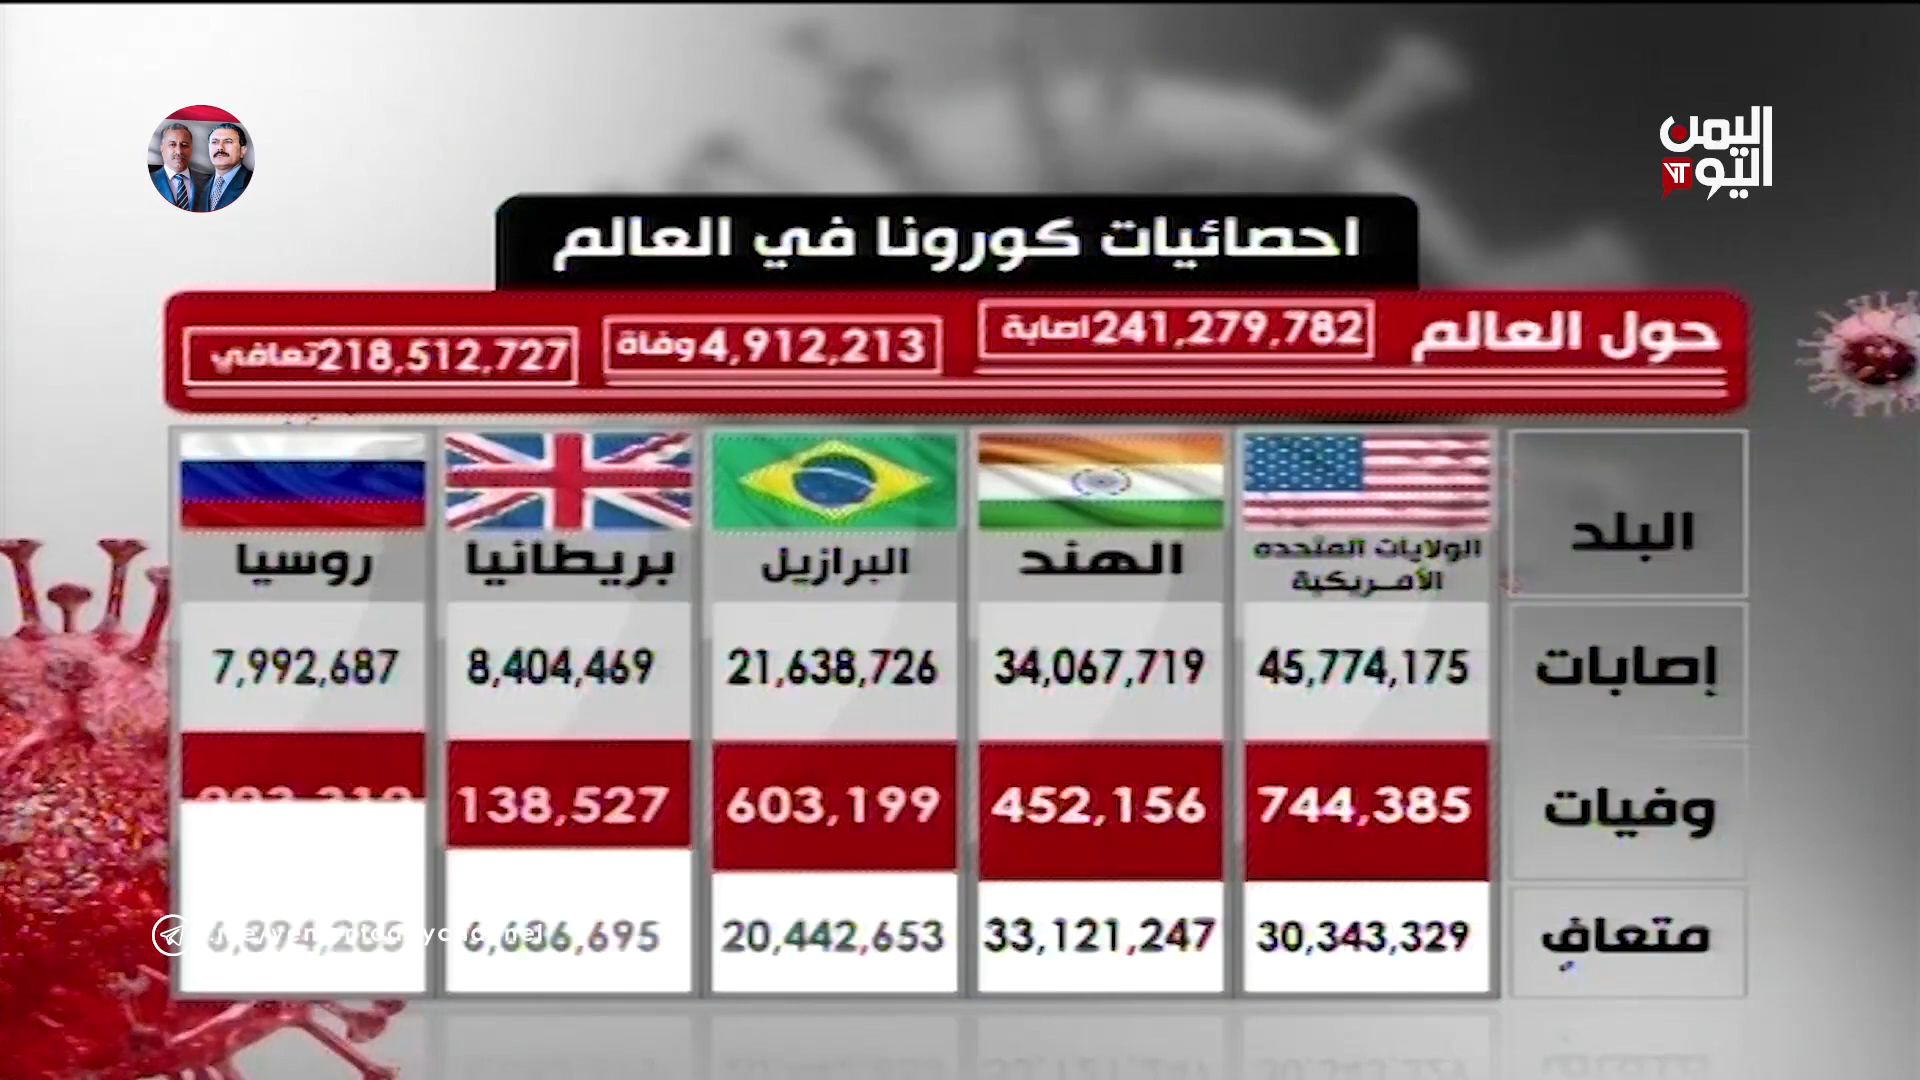 اليمن
اليوم
YT
احصائيات كورونا في العالم
حول العالم
241,279,782 اصابة
4,912,213 وفاة
218,512,727 تعافي
البلد
الولايات المتحده
الأمريكية
الهند
البرازيل
بريطانيا
روسيا
إصابات
45,774,175
34,067,719
21,638,726
8,404,469
7,992,687
وفيات
744,385
452,156
603,199
138,527
متعافٍ
30,343,329
33,121,247
20,442,653